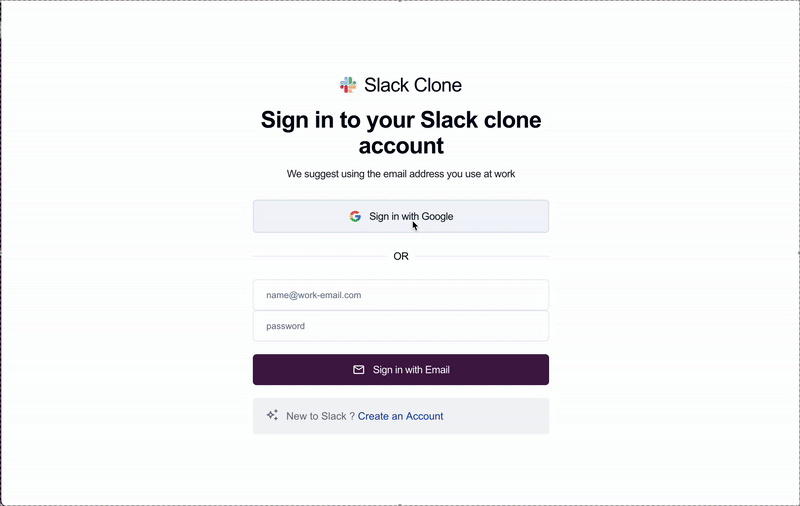 Slack Clone
Sign in to your Slack clone
account
We suggest using the email address you use at work
Sign in with Google
OR
name@work-email.com
password
Sign in with Email
New to Slack ? Create an Account